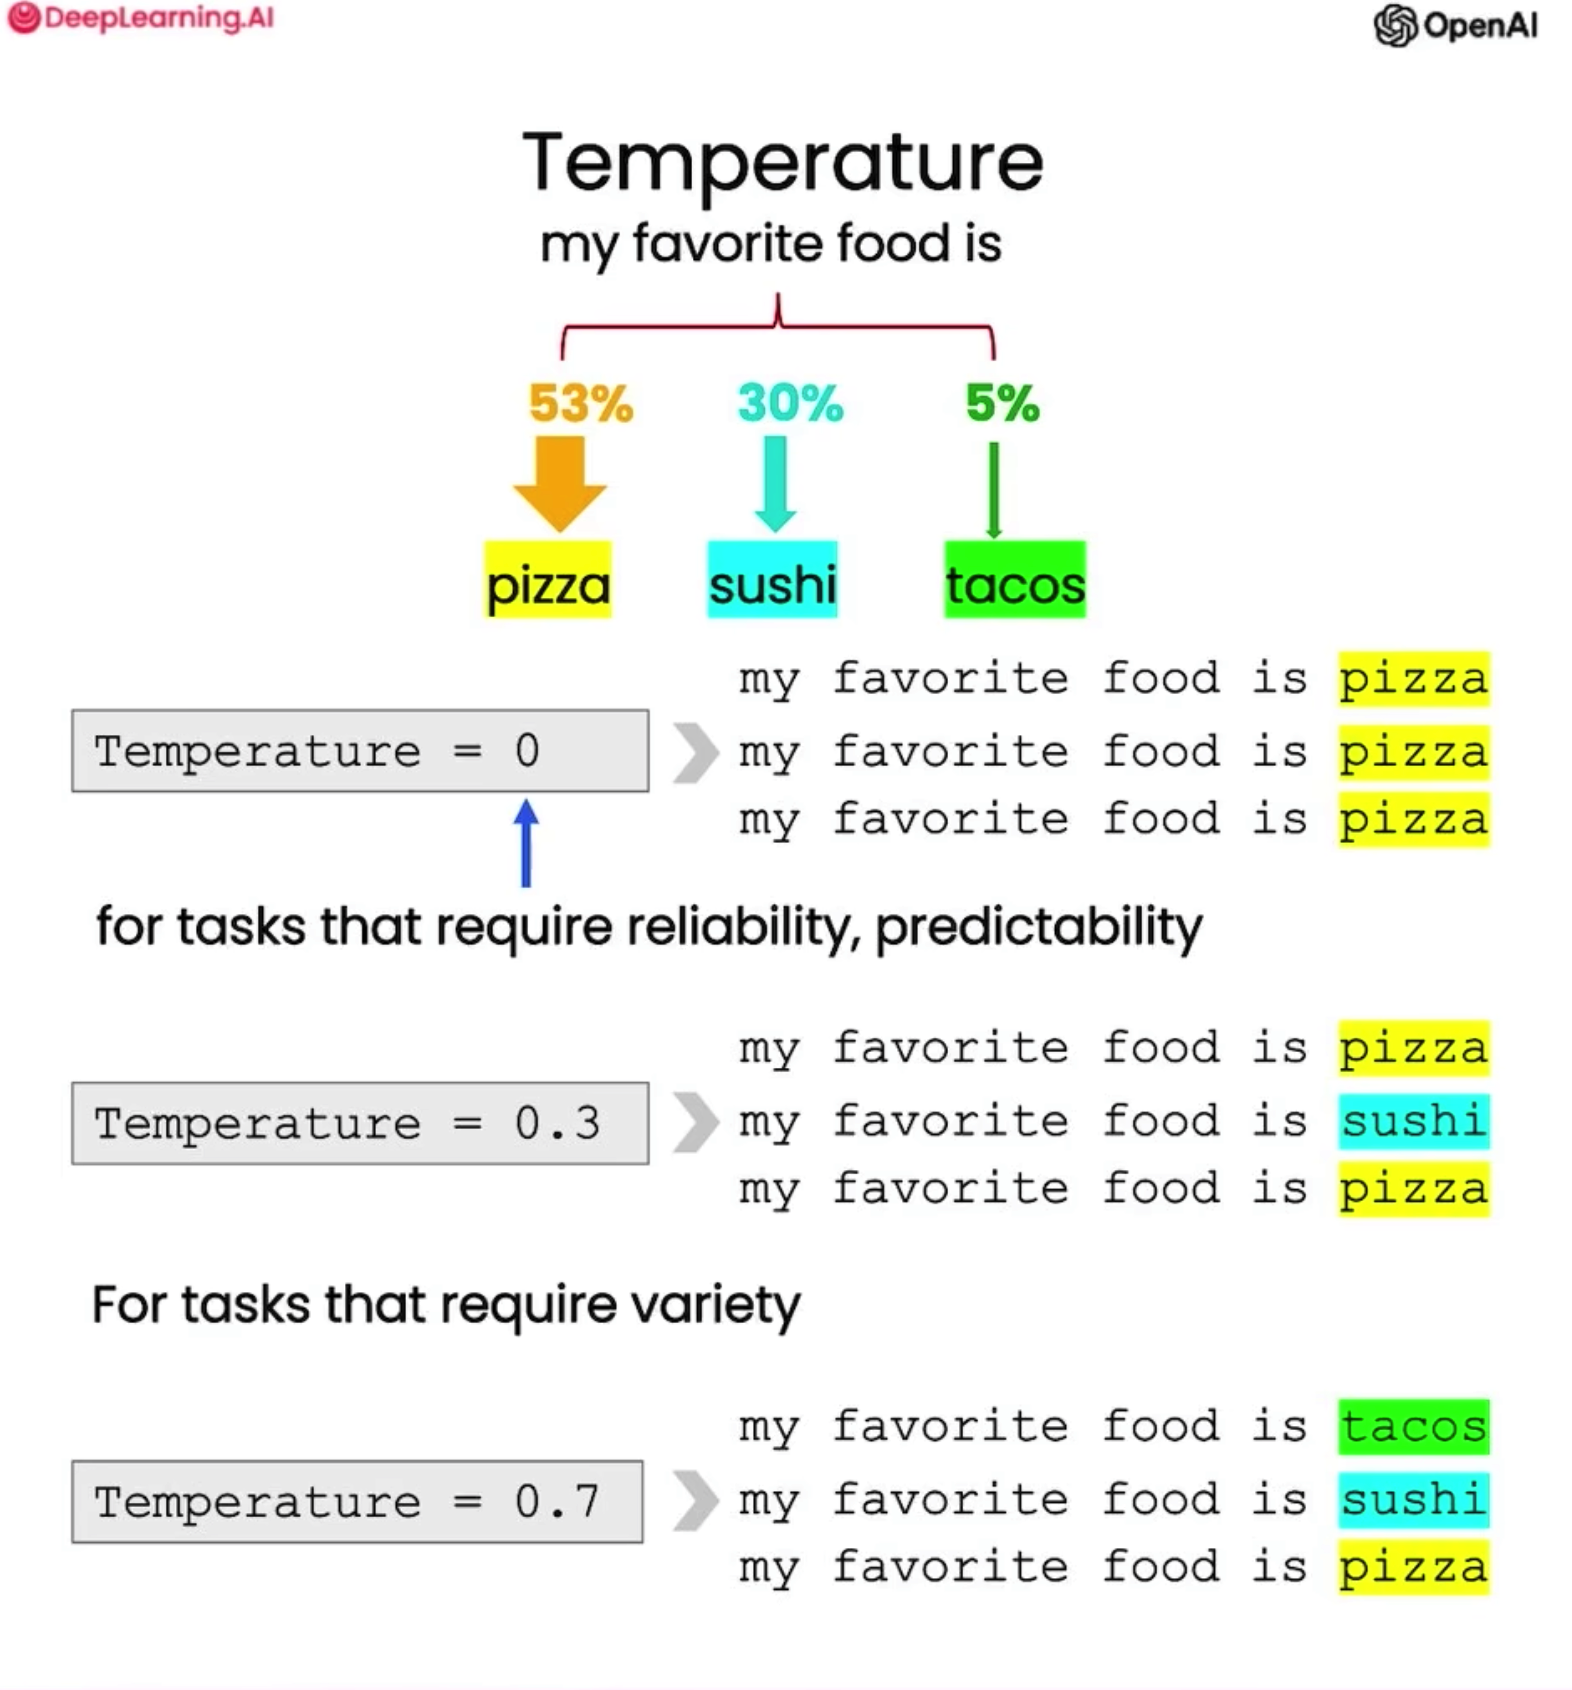 DeepLearning.AI
OpenAI
Temperature
my favorite food is
53% 30% 5%
pizza sushi tacos
my favorite food is pizza
Temperature = 0
my favorite food is pizza
my favorite food is pizza
for tasks that require reliability, predictability
my favorite food is pizza
Temperature = 0.3
my favorite food is sushi
my favorite food is pizza
For tasks that require variety
my favorite food is tacos
Temperature = 0.7
my favorite food is sushi
my favorite food is pizza